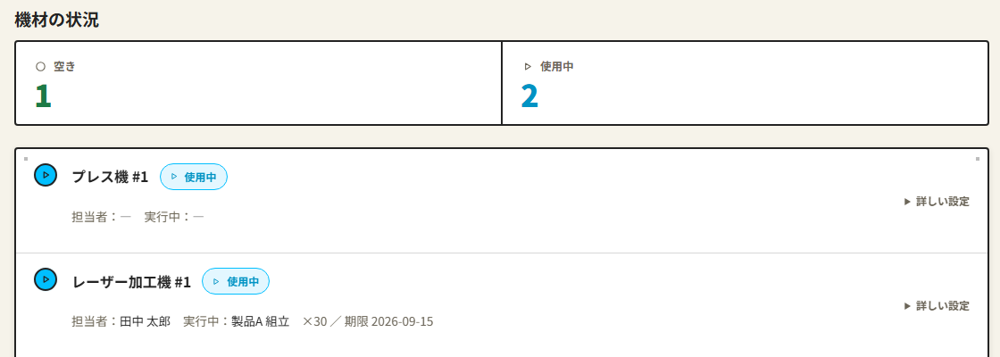 機材の状況
空き
1
使用中
2
プレス機 #1 使用中
担当者：— 実行中：—
詳しい設定
レーザー加工機 #1 使用中
担当者：田中 太郎 実行中：製品A 組立 ×30 ／ 期限 2026-09-15
詳しい設定